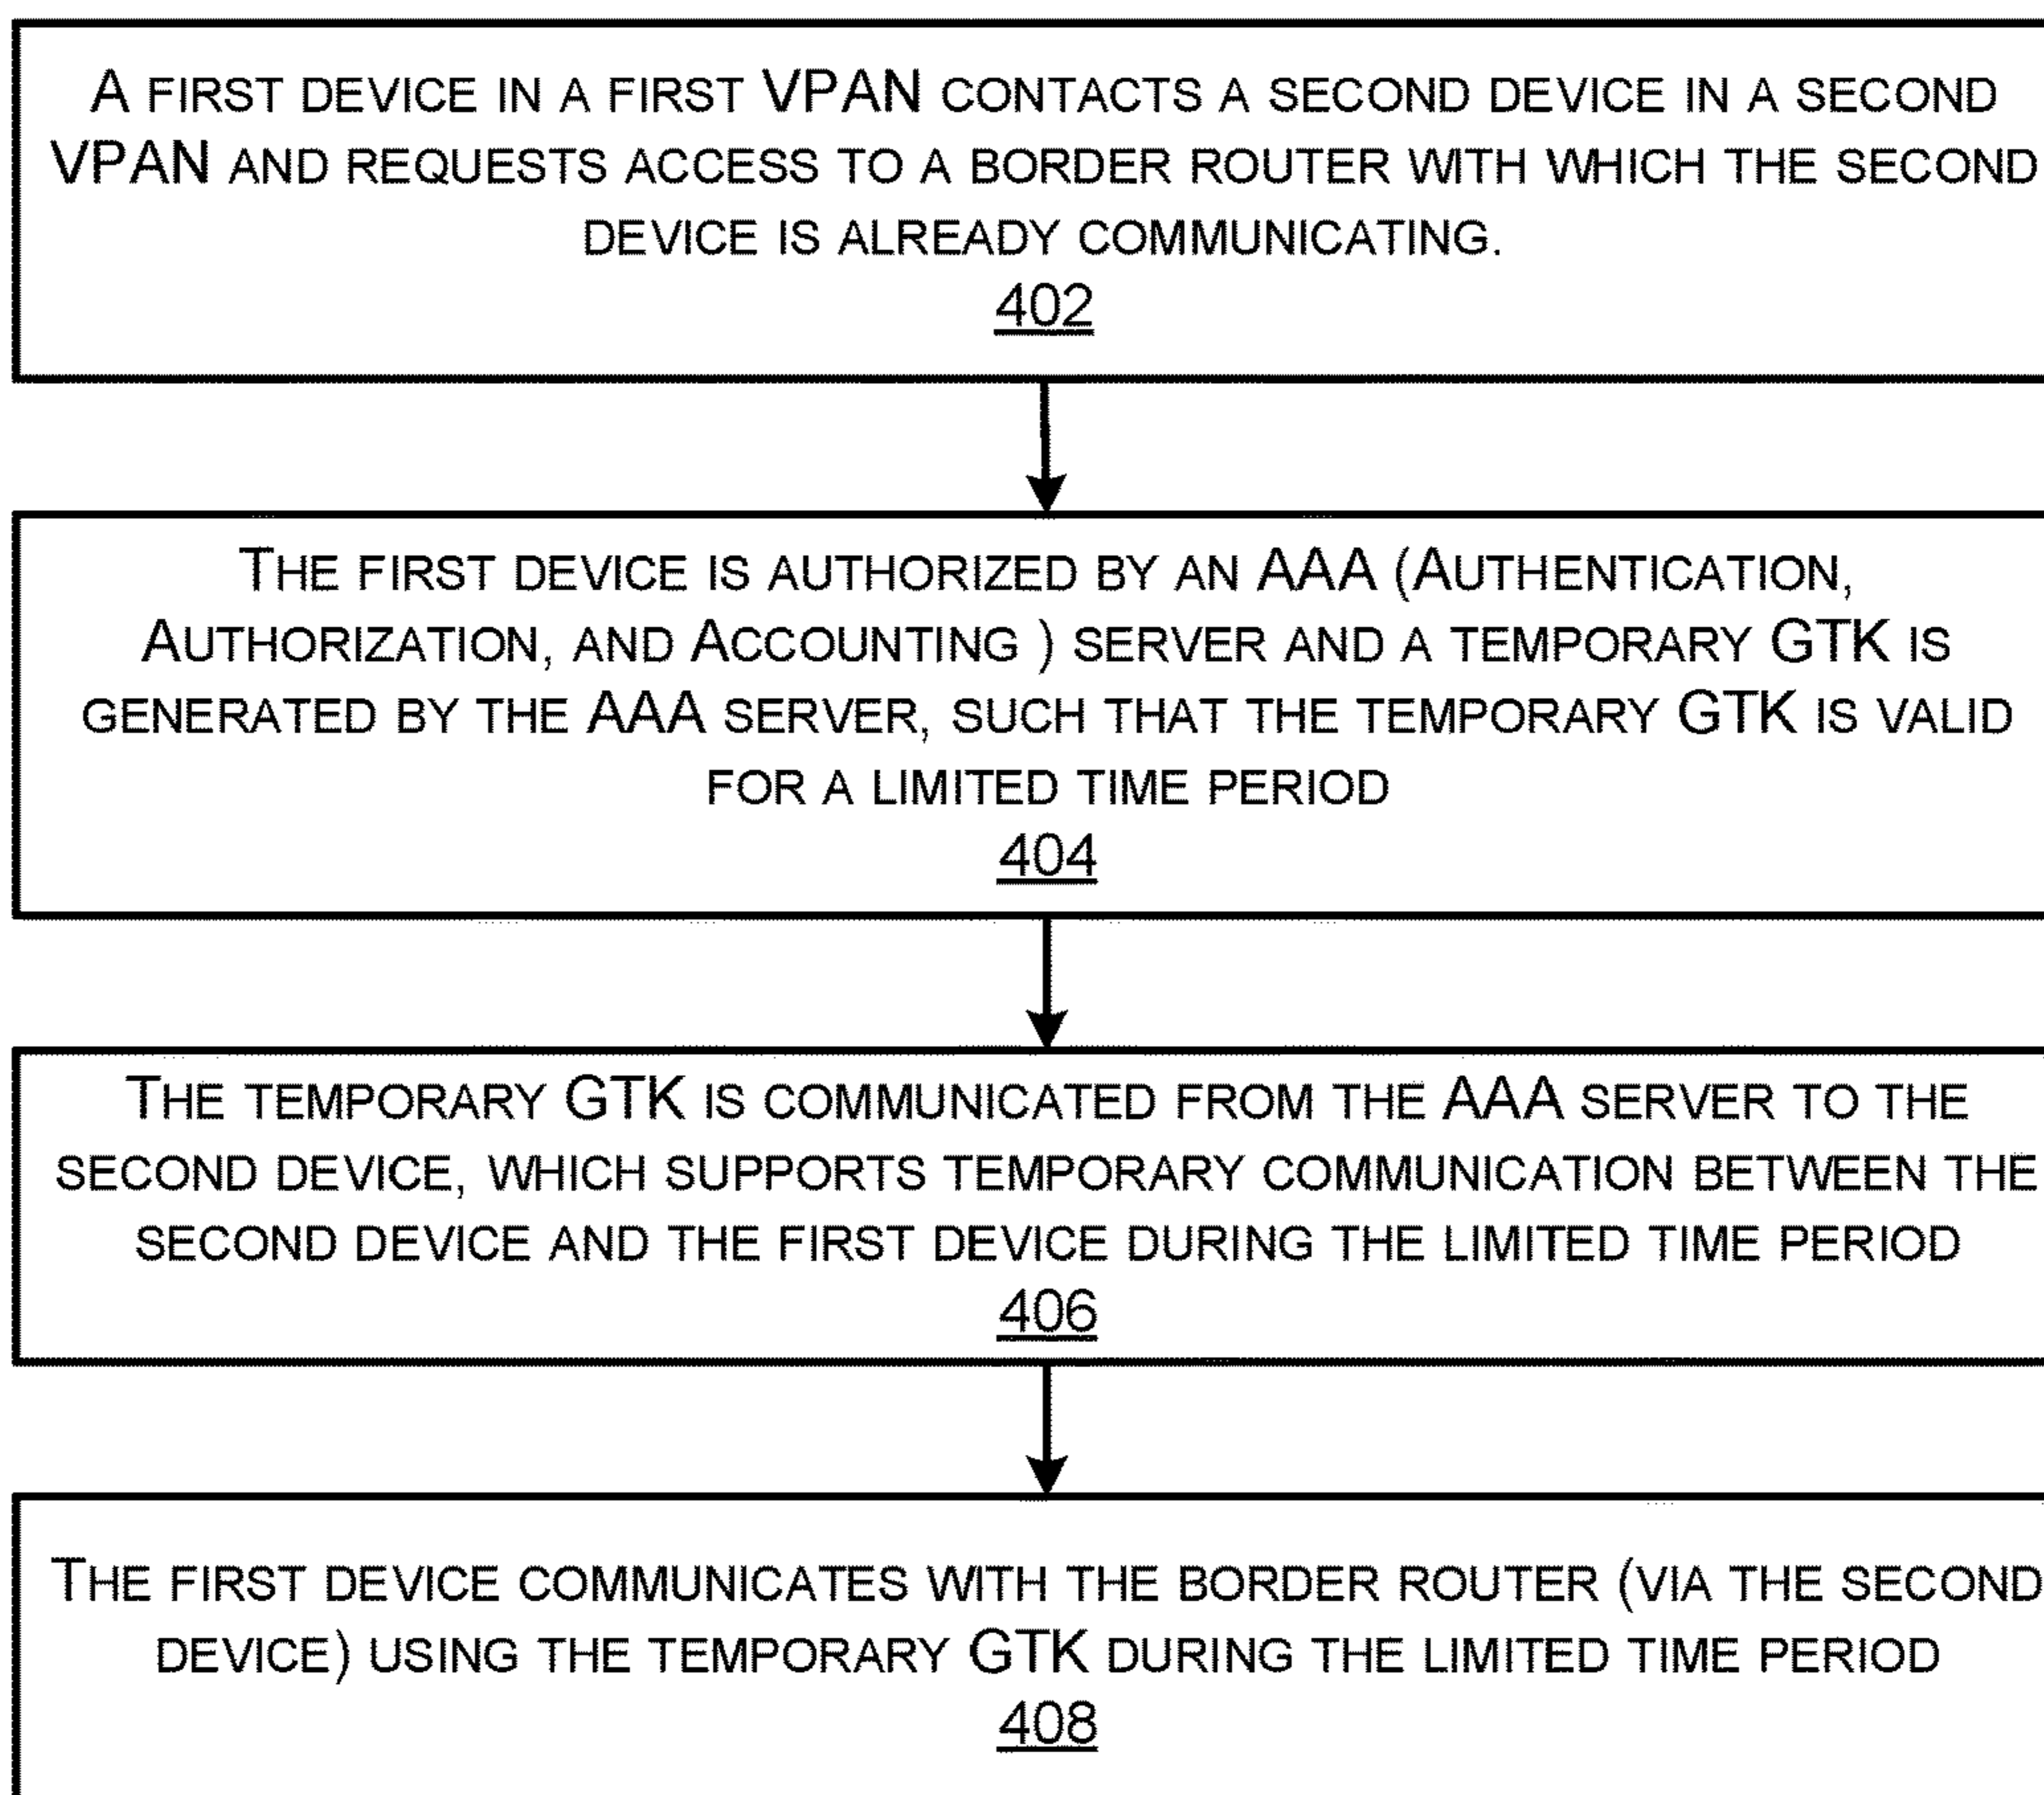 A FIRST DEVICE IN A FIRST VPAN CONTACTS A SECOND DEVICE IN A SECOND
VPAN AND REQUESTS ACCESS TO A BORDER ROUTER WITH WHICH THE SECOND
DEVICE IS ALREADY COMMUNICATING.
402
THE FIRST DEVICE IS AUTHORIZED BY AN AAA (AUTHENTICATION,
AUTHORIZATION, AND ACCOUNTING ) SERVER AND A TEMPORARY GTK IS
GENERATED BY THE AAA SERVER, SUCH THAT THE TEMPORARY GTK IS VALID
FOR A LIMITED TIME PERIOD
404
THE TEMPORARY GTK IS COMMUNICATED FROM THE AAA SERVER TO THE
SECOND DEVICE, WHICH SUPPORTS TEMPORARY COMMUNICATION BETWEEN THE
SECOND DEVICE AND THE FIRST DEVICE DURING THE LIMITED TIME PERIOD
406
THE FIRST DEVICE COMMUNICATES WITH THE BORDER ROUTER (VIA THE SECOND
DEVICE) USING THE TEMPORARY GTK DURING THE LIMITED TIME PERIOD
408